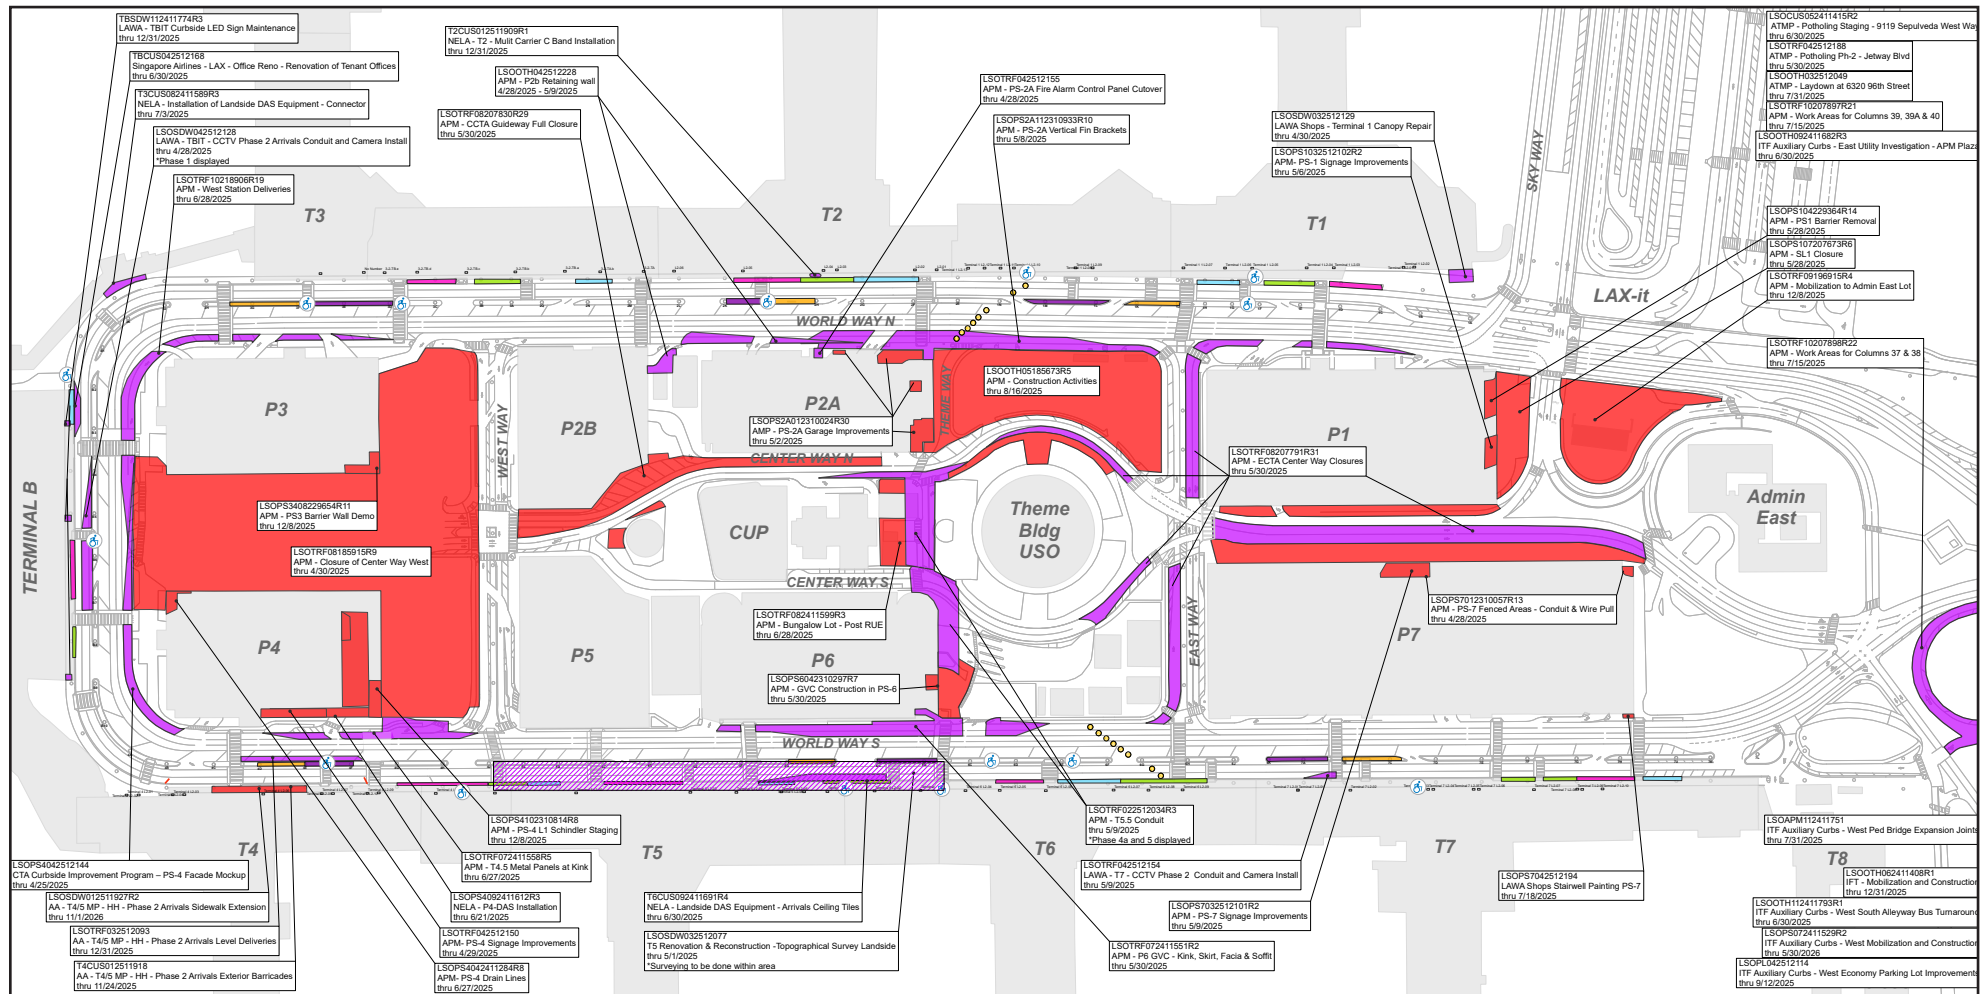 TBSDW112411774R3
LAWA - TBIT Curbside LED Sign Maintenance
thru 12/31/2025
TBCUS042512168
Singapore Airlines - LAX - Office Reno - Renovation of Tenant Offices
thru 6/30/2025
T3CUS082411589R3
NELA - Installation of Landside DAS Equipment - Connector
thru 7/3/2025
LSOSDW042512128
LAWA - TBIT - CCTV Phase 2 Arrivals Conduit and Camera Install
thru 4/28/2025
*Phase 1 displayed
LSOTRF10218906R19
APM - West Station Deliveries
thru 6/28/2025
T2CUS012511909R1
NELA - T2 - Mulit Carrier C Band Installation
thru 12/31/2025
LSOOTH042512228
APM - P2b Retaining wall
4/28/2025 - 5/9/2025
LSOTRF08207830R29
APM - CCTA Guideway Full Closure
thru 5/30/2025
LSOTRF042512155
APM - PS-2A Fire Alarm Control Panel Cutover
thru 4/28/2025
LSOPS2A112310933R10
APM - PS-2A Vertical Fin Brackets
thru 5/8/2025
LSOSDW032512129
LAWA Shops - Terminal 1 Canopy Repair
thru 4/30/2025
LSOPS1032512102R2
APM- PS-1 Signage Improvements
thru 5/6/2025
LSOCUS052411415R2
ATMP - Potholing Staging - 9119 Sepulveda West Way
thru 6/30/2025
LSOTRF042512188
ATMP - Potholing Ph-2 - Jetway Blvd
thru 5/30/2025
LSOOTH032512049
ATMP - Laydown at 6320 96th Street
thru 7/31/2025
LSOTRF10207897R21
APM - Work Areas for Columns 39, 39A & 40
thru 7/15/2025
LSOOTH092411682R3
ITF Auxiliary Curbs - East Utility Investigation - APM Plaza
thru 6/30/2025
LSOPS104229364R14
APM - PS1 Barrier Removal
thru 5/28/2025
LSOPS107207673R6
APM - SL1 Closure
thru 5/28/2025
LSOTRF09196915R4
APM - Mobilization to Admin East Lot
thru 12/8/2025
LSOTRF10207898R22
APM - Work Areas for Columns 37 & 38
thru 7/15/2025
T3
T2
T1
SKY WAY
LAX-it
WORLD WAY N
P3
P2B
P2A
THEME WAY
P1
WEST WAY
CENTER WAY N
LSOOTH05185673R5
APM - Construction Activities
thru 8/16/2025
LSOPS2A012310024R30
AMP - PS-2A Garage Improvements
thru 5/2/2025
LSOTRF08207791R31
APM - ECTA Center Way Closures
thru 5/30/2025
LSOPS3408229654R11
APM - PS3 Barrier Wall Demo
thru 12/8/2025
LSOTRF08185915R9
APM - Closure of Center Way West
thru 4/30/2025
TERMINAL B
CUP
Theme
Bldg
USO
Admin
East
CENTER WAY S
LSOTRF082411599R3
APM - Bungalow Lot - Post RUE
thru 6/28/2025
LSOPS7012310057R13
APM - PS-7 Fenced Areas - Conduit & Wire Pull
thru 4/28/2025
EAST WAY
P4
P5
P6
P7
LSOPS6042310297R7
APM - GVC Construction in PS-6
thru 5/30/2025
WORLD WAY S
T4
T5
T6
T7
T8
LSOPS4102310814R8
APM - PS-4 L1 Schindler Staging
thru 12/8/2025
LSOTRF072411558R5
APM - T4.5 Metal Panels at Kink
thru 6/27/2025
LSOPS4092411612R3
NELA - P4-DAS Installation
thru 6/21/2025
LSOTRF042512150
APM- PS-4 Signage Improvements
thru 4/29/2025
LSOPS4042411284R8
APM- PS-4 Drain Lines
thru 6/27/2025
LSOPS4042512144
CTA Curbside Improvement Program – PS-4 Facade Mockup
thru 4/25/2025
LSOSDW012511927R2
AA - T4/5 MP - HH - Phase 2 Arrivals Sidewalk Extension
thru 11/1/2026
LSOTRF032512093
AA - T4/5 MP - HH - Phase 2 Arrivals Level Deliveries
thru 12/31/2025
T4CUS012511918
AA - T4/5 MP - HH - Phase 2 Arrivals Exterior Barricades
thru 11/24/2025
T6CUS092411691R4
NELA - Landside DAS Equipment - Arrivals Ceiling Tiles
thru 6/30/2025
LSOSDW032512077
T5 Renovation & Reconstruction -Topographical Survey Landside
thru 5/1/2025
*Surveying to be done within area
LSOTRF022512034R3
APM - T5.5 Conduit
thru 5/9/2025
*Phase 4a and 5 displayed
LSOTRF042512154
LAWA - T7 - CCTV Phase 2 Conduit and Camera Install
thru 5/9/2025
LSOPS7032512101R2
APM - PS-7 Signage Improvements
thru 5/9/2025
LSOTRF072411551R2
APM - P6 GVC - Kink, Skirt, Facia & Soffit
thru 5/30/2025
LSOPS7042512194
LAWA Shops Stairwell Painting PS-7
thru 7/18/2025
LSOAPM112411751
ITF Auxiliary Curbs - West Ped Bridge Expansion Joints
thru 7/31/2025
LSOOTH062411408R1
IFT - Mobilization and Construction
thru 12/31/2025
LSOOTH112411793R1
ITF Auxiliary Curbs - West South Alleyway Bus Turnaround
thru 6/30/2025
LSOPS072411529R2
ITF Auxiliary Curbs - West Mobilization and Construction
thru 5/30/2026
LSOPL042512114
ITF Auxiliary Curbs - West Economy Parking Lot Improvements
thru 9/12/2025